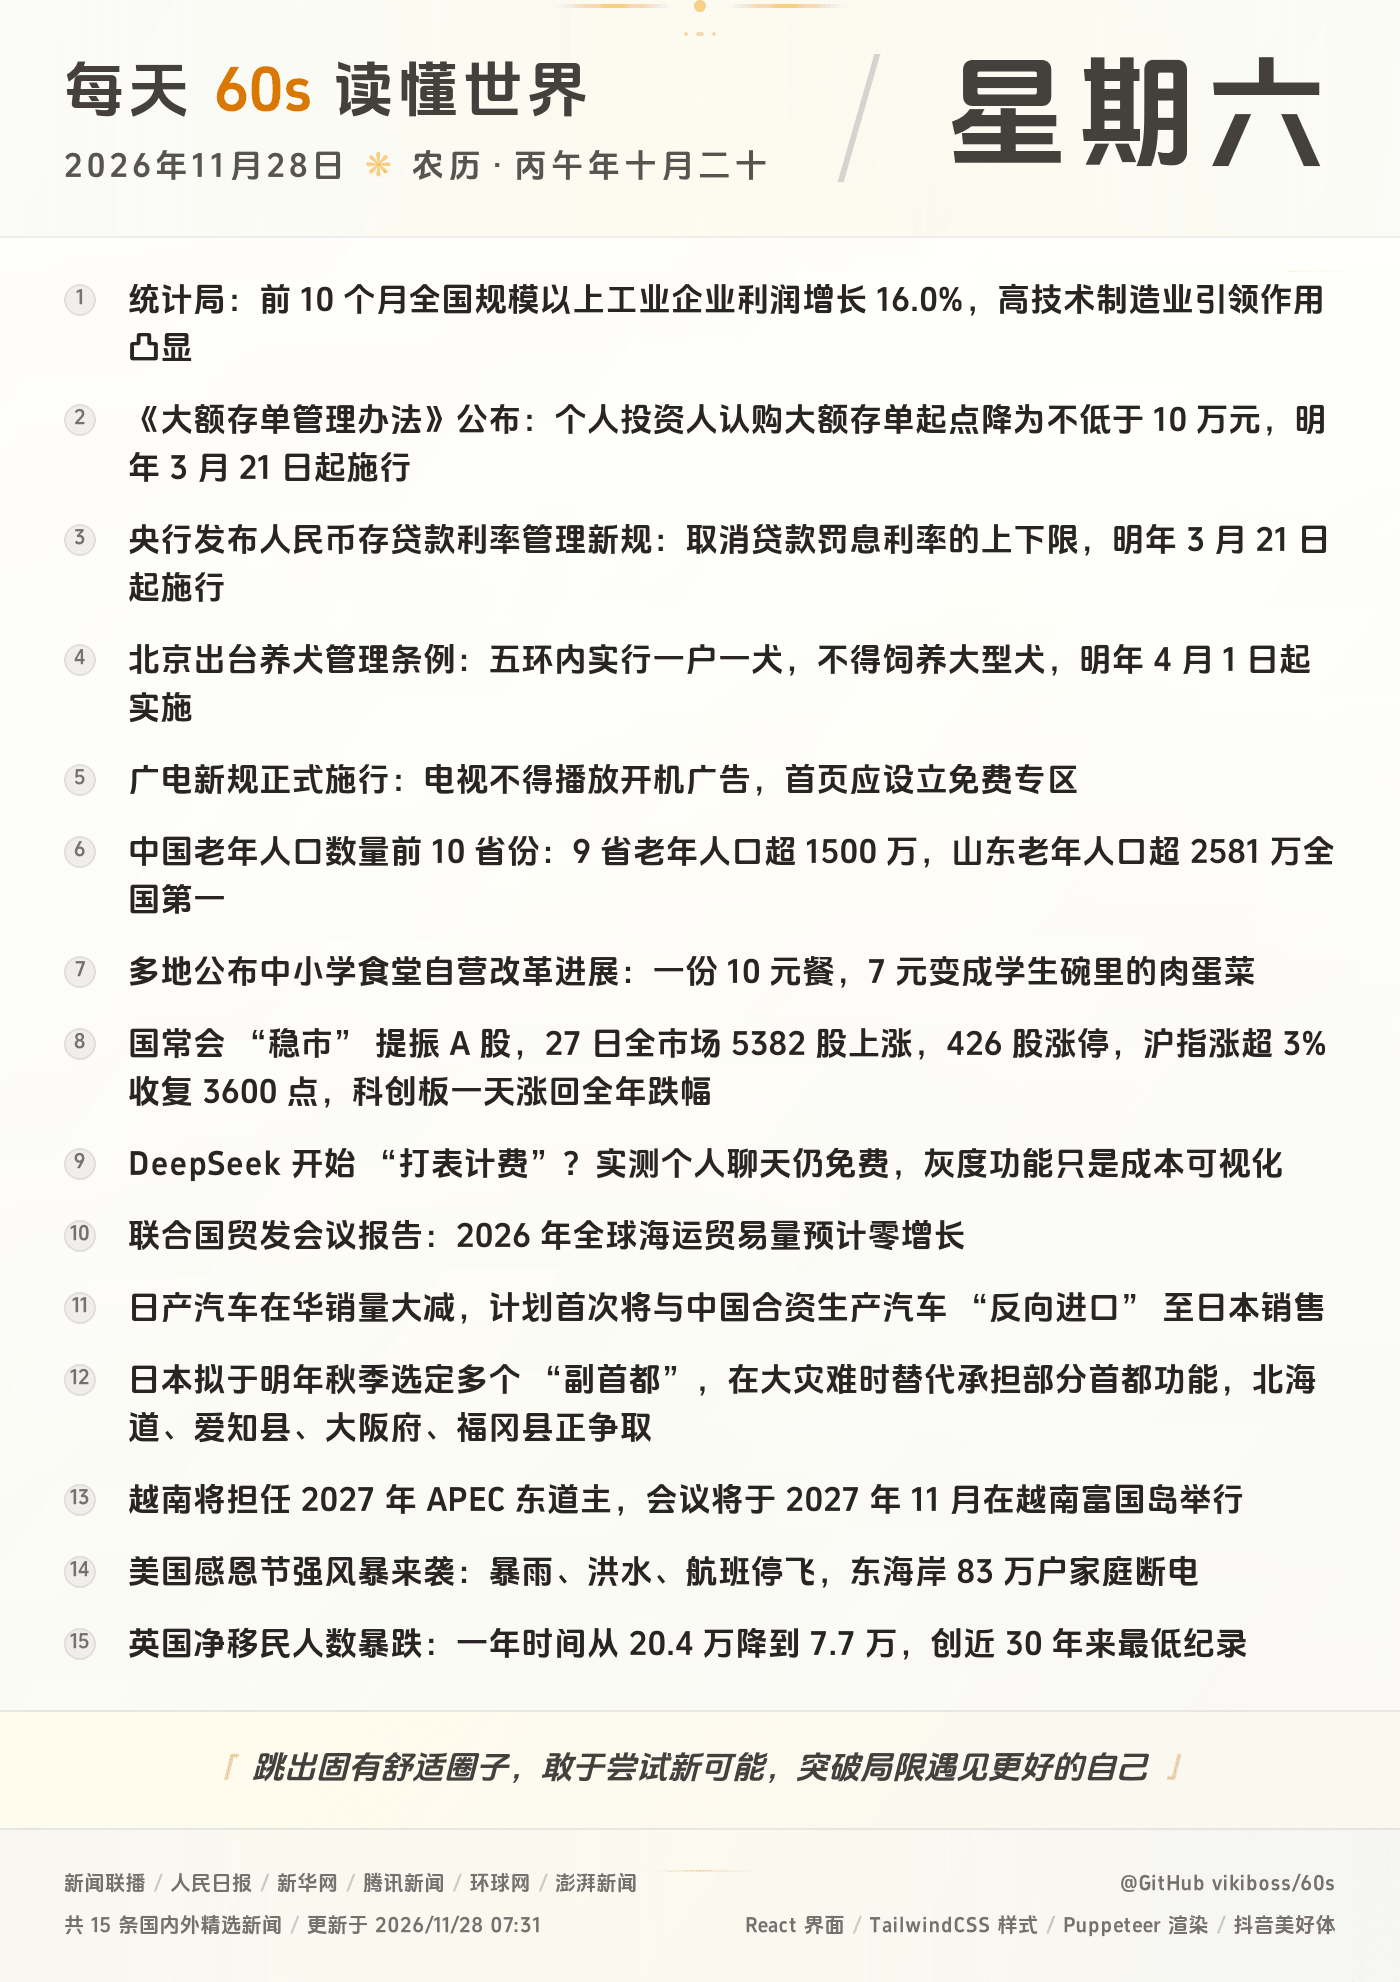 每天 60s 读懂世界
2026年11月28日 ❋ 农历 · 丙午年十月二十
星期六
1 统计局：前 10 个月全国规模以上工业企业利润增长 16.0%，高技术制造业引领作用
凸显
2 《大额存单管理办法》公布：个人投资人认购大额存单起点降为不低于 10 万元，明
年 3 月 21 日起施行
3 央行发布人民币存贷款利率管理新规：取消贷款罚息利率的上下限，明年 3 月 21 日
起施行
4 北京出台养犬管理条例：五环内实行一户一犬，不得饲养大型犬，明年 4 月 1 日起
实施
5 广电新规正式施行：电视不得播放开机广告，首页应设立免费专区
6 中国老年人口数量前 10 省份：9 省老年人口超 1500 万，山东老年人口超 2581 万全
国第一
7 多地公布中小学食堂自营改革进展：一份 10 元餐，7 元变成学生碗里的肉蛋菜
8 国常会 “稳市” 提振 A 股，27 日全市场 5382 股上涨，426 股涨停，沪指涨超 3%
收复 3600 点，科创板一天涨回全年跌幅
9 DeepSeek 开始 “打表计费”？实测个人聊天仍免费，灰度功能只是成本可视化
10 联合国贸发会议报告：2026 年全球海运贸易量预计零增长
11 日产汽车在华销量大减，计划首次将与中国合资生产汽车 “反向进口” 至日本销售
12 日本拟于明年秋季选定多个 “副首都”，在大灾难时替代承担部分首都功能，北海
道、爱知县、大阪府、福冈县正争取
13 越南将担任 2027 年 APEC 东道主，会议将于 2027 年 11 月在越南富国岛举行
14 美国感恩节强风暴来袭：暴雨、洪水、航班停飞，东海岸 83 万户家庭断电
15 英国净移民人数暴跌：一年时间从 20.4 万降到 7.7 万，创近 30 年来最低纪录
「 跳出固有舒适圈子，敢于尝试新可能，突破局限遇见更好的自己 」
新闻联播 / 人民日报 / 新华网 / 腾讯新闻 / 环球网 / 澎湃新闻
@GitHub vikiboss/60s
共 15 条国内外精选新闻 / 更新于 2026/11/28 07:31
React 界面 / TailwindCSS 样式 / Puppeteer 渲染 / 抖音美好体